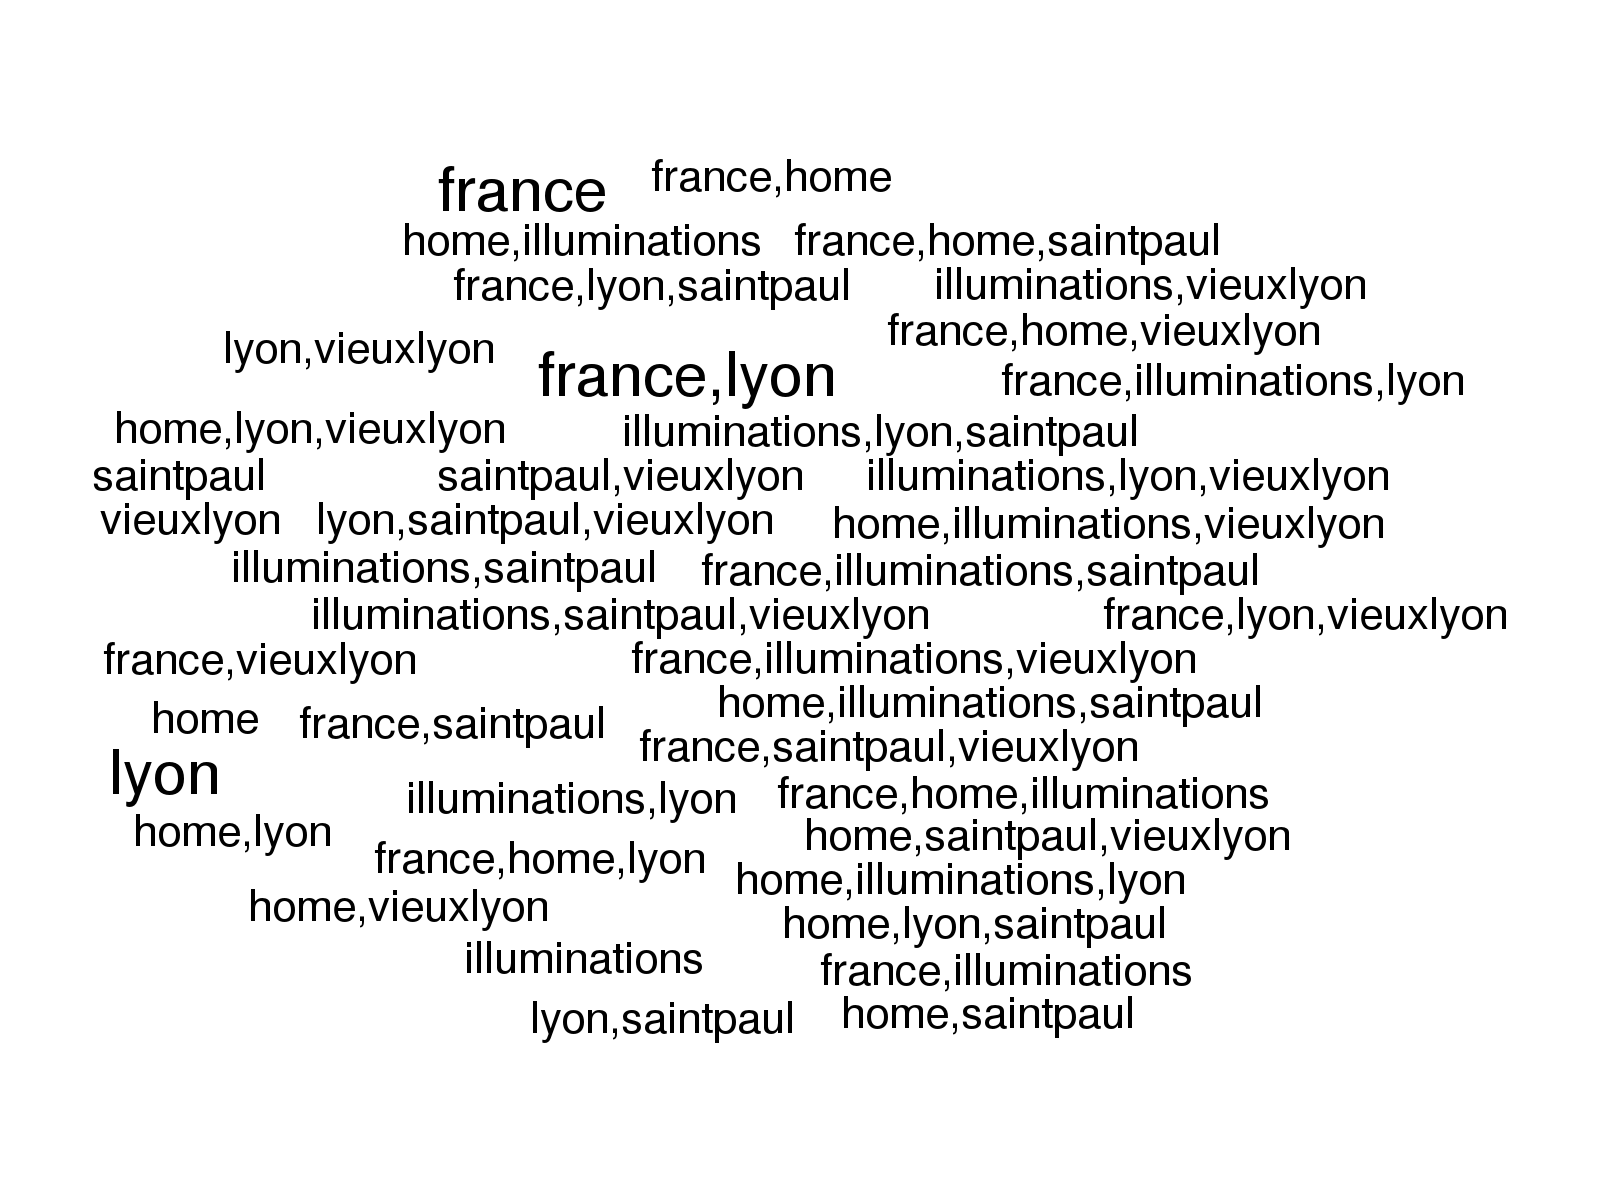 france france,home
home,illuminations france,home,saintpaul
france,lyon,saintpaul illuminations,vieuxlyon
france,home,vieuxlyon
lyon,vieuxlyon
france,lyon france,illuminations,lyon
home,lyon,vieuxlyon illuminations,lyon,saintpaul
saintpaul saintpaul,vieuxlyon illuminations,lyon,vieuxlyon
vieuxlyon lyon,saintpaul,vieuxlyon home,illuminations,vieuxlyon
illuminations,saintpaul france,illuminations,saintpaul
illuminations,saintpaul,vieuxlyon france,lyon,vieuxlyon
france,vieuxlyon france,illuminations,vieuxlyon
home,illuminations,saintpaul
home france,saintpaul
france,saintpaul,vieuxlyon
lyon
illuminations,lyon france,home,illuminations
home,lyon home,saintpaul,vieuxlyon
france,home,lyon
home,illuminations,lyon
home,vieuxlyon
home,lyon,saintpaul
illuminations
france,illuminations
lyon,saintpaul home,saintpaul